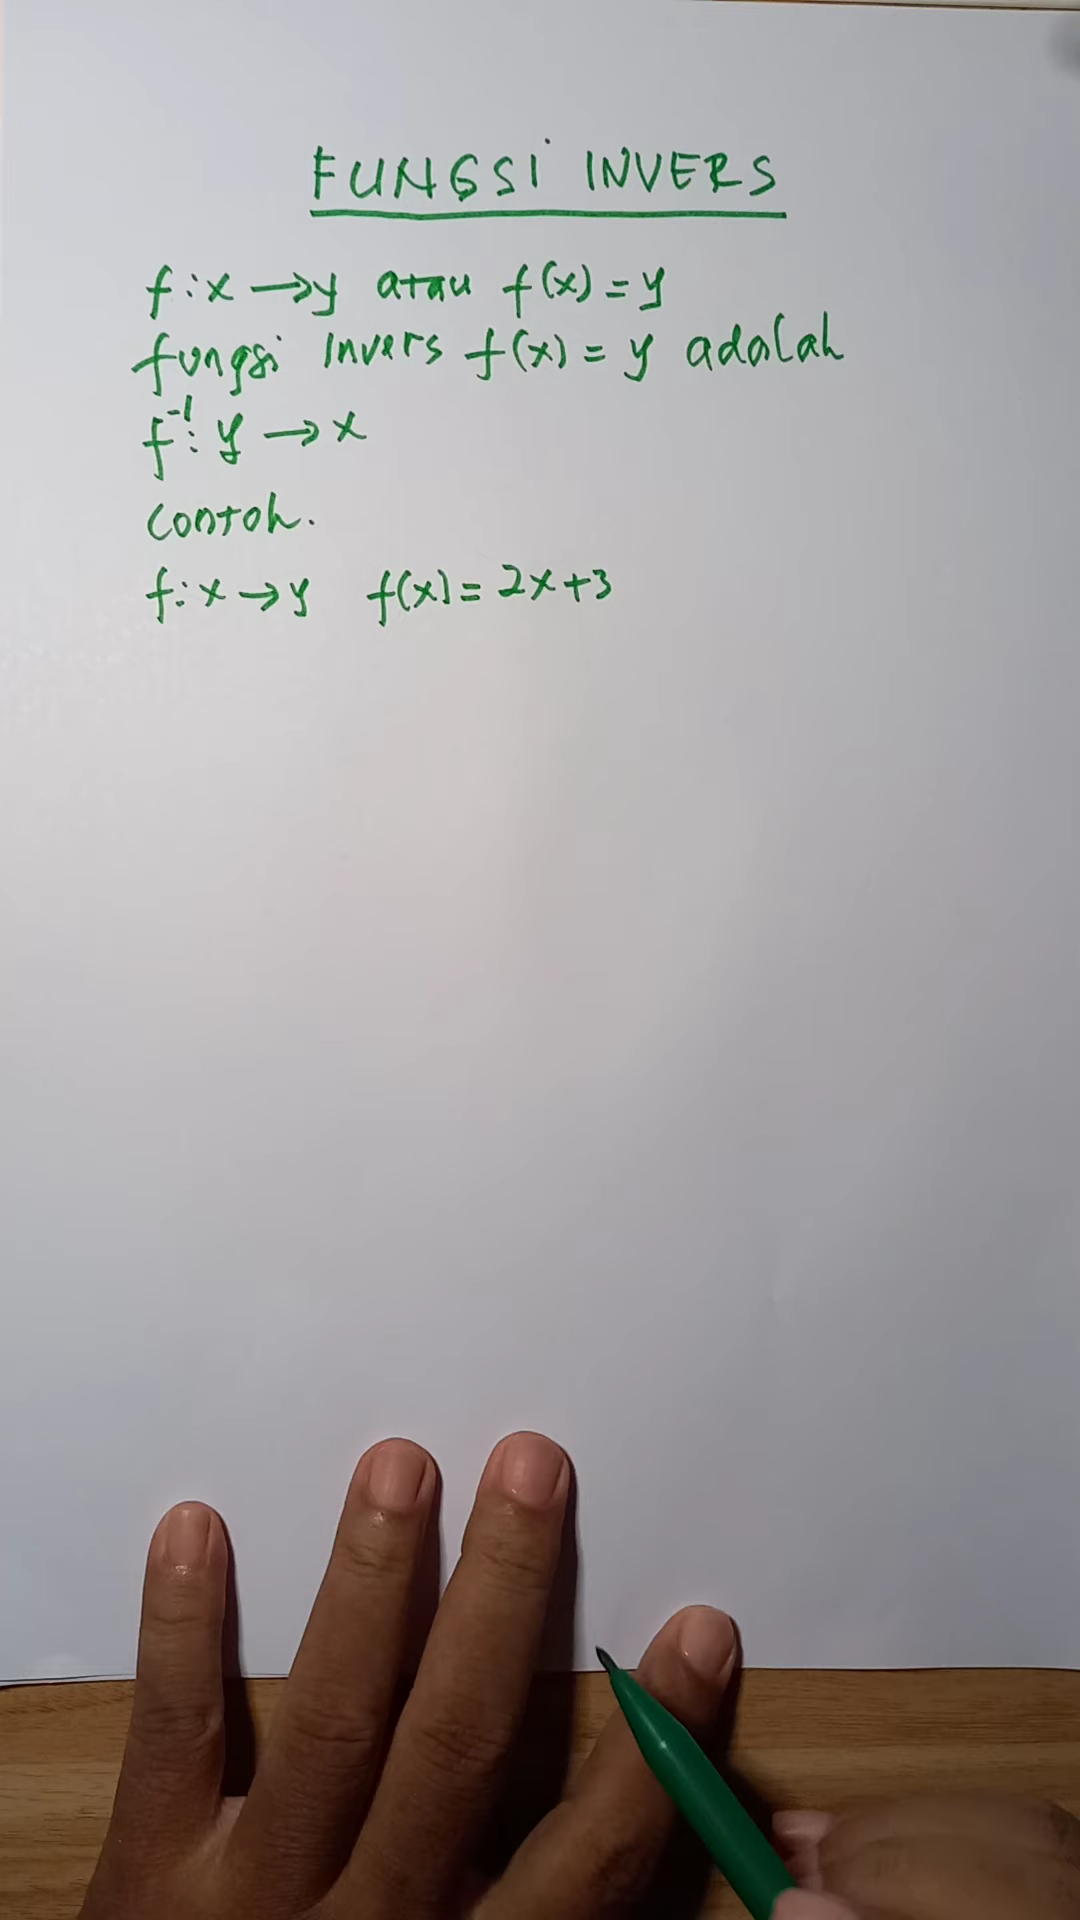 FUNGSI INVERS
f : x → y atau f(x) = y
fungsi invers f(x) = y adalah
f⁻¹ : y → x
contoh.
f : x → y f(x) = 2x + 3